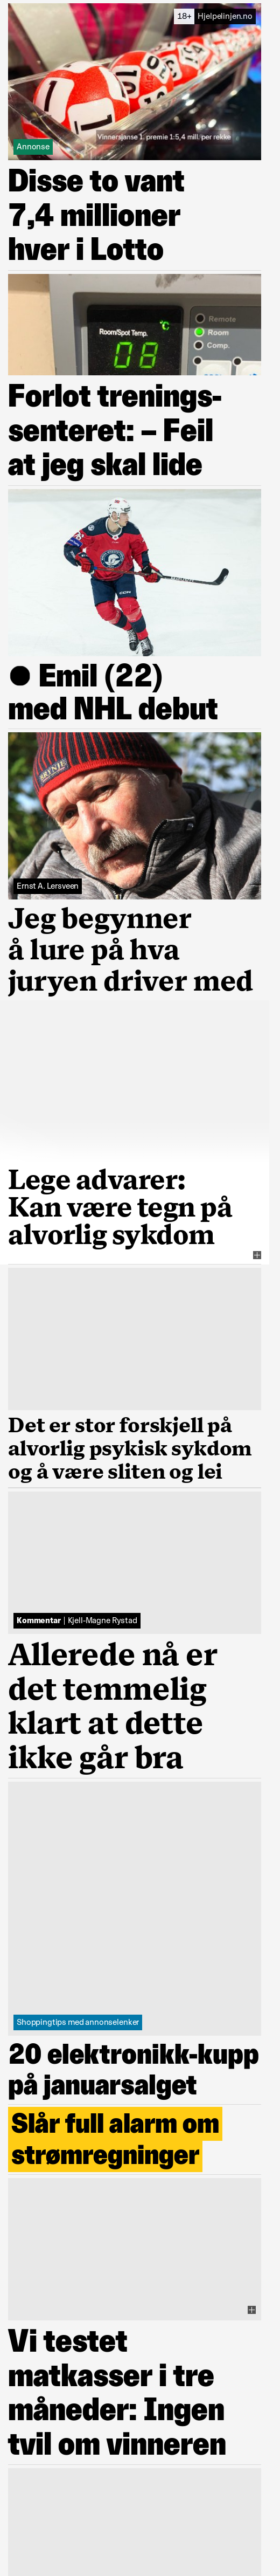 18+ Hjelpelinjen.no
Vinnersjanse 1. premie 1:5,4 mill. per rekke
Annonse
Disse to vant
7,4 millioner
hver i Lotto
Room/Spot Temp.
°C
08
Remote
Room
Comp.
Forlot trenings-
senteret: – Feil
at jeg skal lide
Emil (22)
med NHL debut
Ernst A. Lersveen
Jeg begynner
å lure på hva
juryen driver med
Lege advarer:
Kan være tegn på
alvorlig sykdom
Det er stor forskjell på
alvorlig psykisk sykdom
og å være sliten og lei
Kommentar | Kjell-Magne Rystad
Allerede nå er
det temmelig
klart at dette
ikke går bra
Shoppingtips med annonselenker
20 elektronikk-kupp
på januarsalget
Slår full alarm om
strømregninger
Vi testet
matkasser i tre
måneder: Ingen
tvil om vinneren